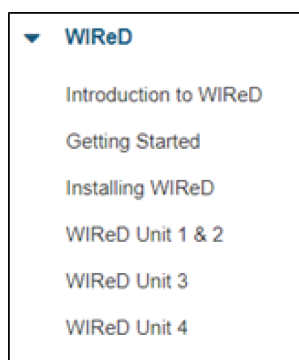 WIReD
Introduction to WIReD
Getting Started
Installing WIReD
WIReD Unit 1 & 2
WIReD Unit 3
WIReD Unit 4